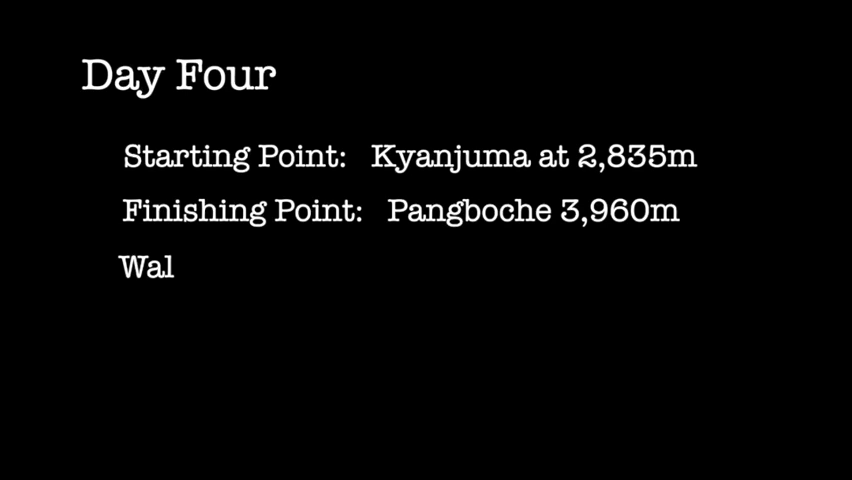 Day Four
Starting Point: Kyanjuma at 2,835m
Finishing Point: Pangboche 3,960m
Wal